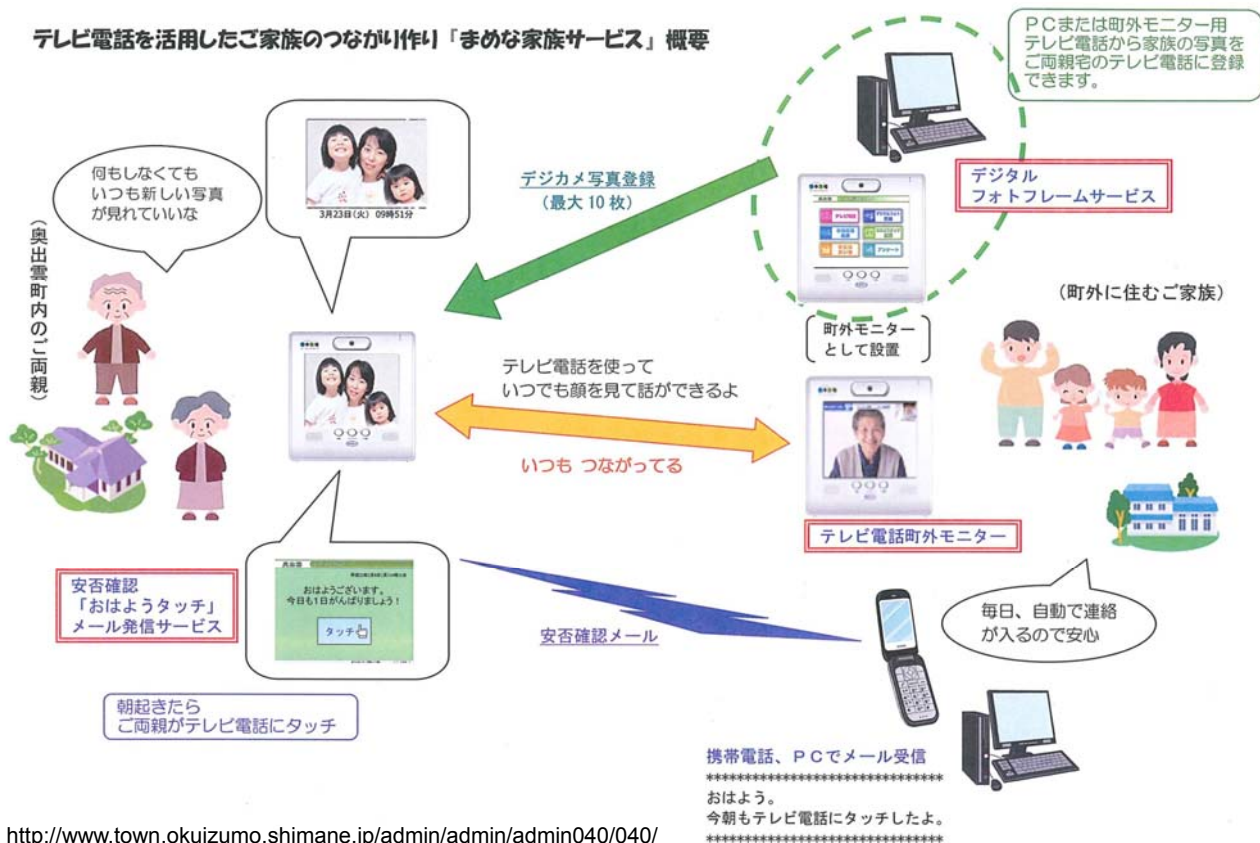 テレビ電話を活用したご家族のつながり作り『まめな家族サービス』概要
PCまたは町外モニター用
テレビ電話から家族の写真を
ご両親宅のテレビ電話に登録
できます。
何もしなくても
いつも新しい写真
が見れていいな
3月23日(火) 09時51分
デジカメ写真登録
(最大10枚)
デジタル
フォトフレームサービス
(奥出雲町内のご両親)
(町外に住むご家族)
町外モニター
として設置
テレビ電話を使って
いつでも顔を見て話ができるよ
いつも つながってる
テレビ電話町外モニター
安否確認
「おはようタッチ」
メール発信サービス
おはようございます。
今日も1日がんばりましょう!
タッチ
安否確認メール
毎日、自動で連絡
が入るので安心
朝起きたら
ご両親がテレビ電話にタッチ
携帯電話、PCでメール受信
******************************
おはよう。
今朝もテレビ電話にタッチしたよ。
******************************
http://www.town.okuizumo.shimane.jp/admin/admin/admin040/040/